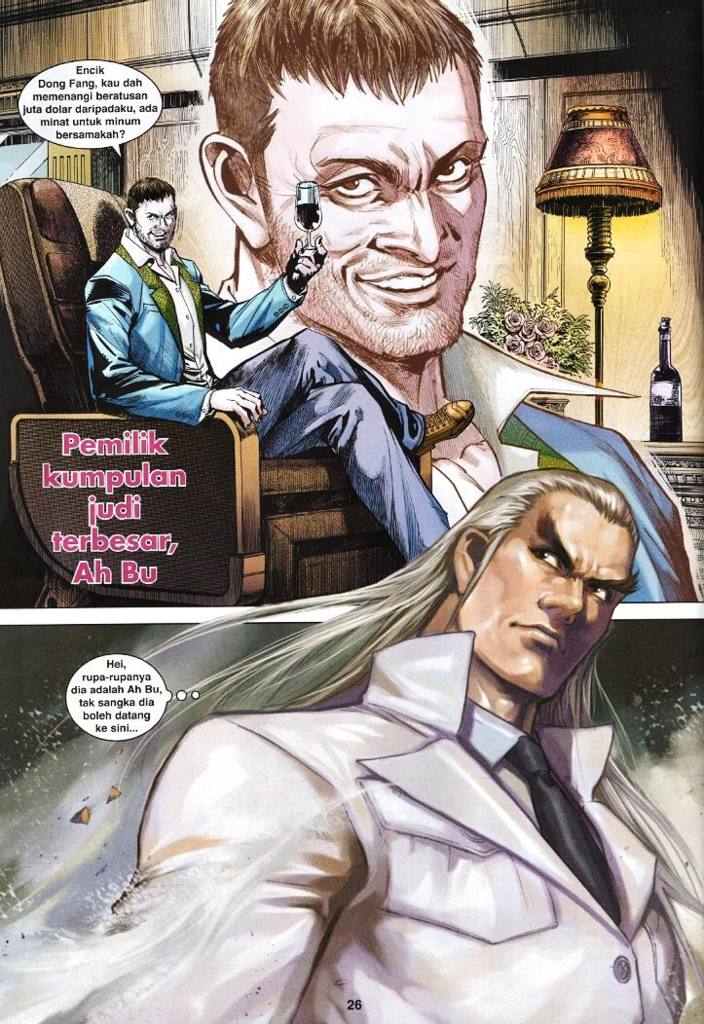 Encik
Dong Fang, kau dah
memenangi beratusan
juta dolar daripadaku, ada
minat untuk minum
bersamakah?
Pemilik
kumpulan
judi
terbesar,
Ah Bu
Hei,
rupa-rupanya
dia adalah Ah Bu,
tak sangka dia
boleh datang
ke sini...
26